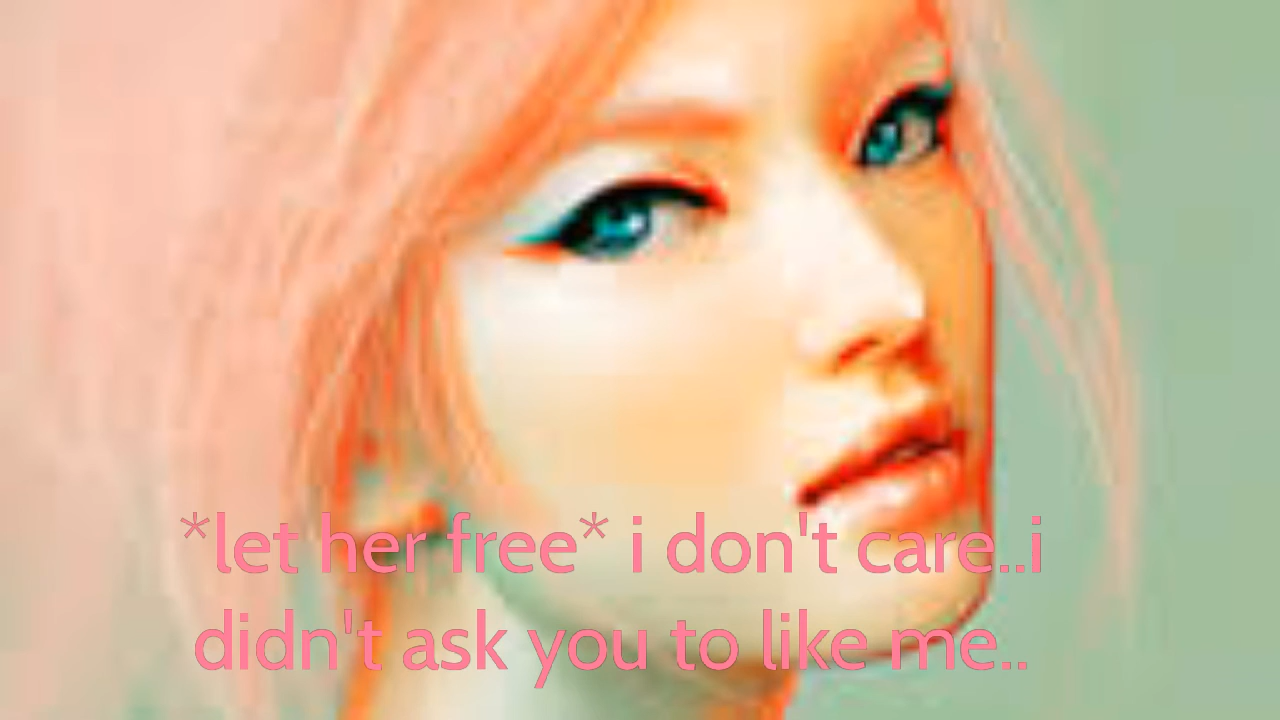 *let her free* i don't care..i
didn't ask you to like me..